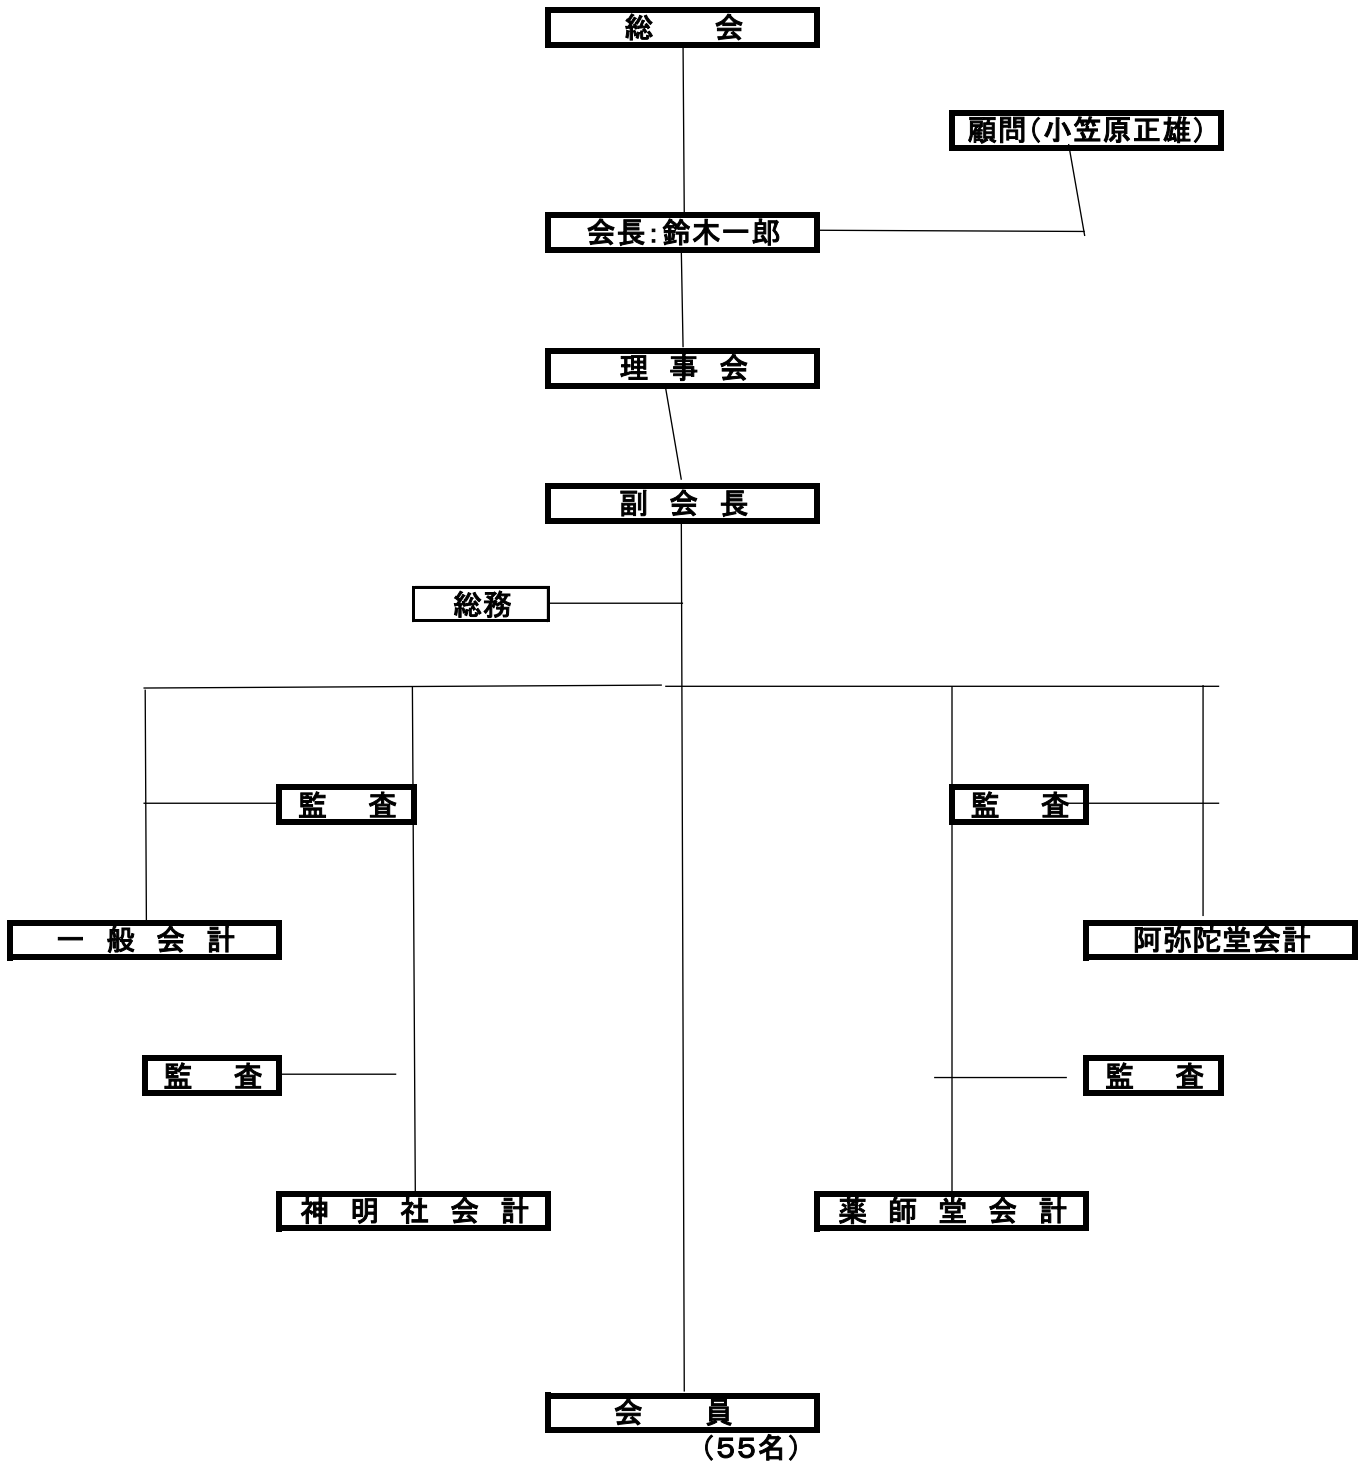 総　会
顧問（小笠原正雄）
会長：鈴木一郎
理　事　会
副　会　長
総務
監　査
監　査
一　般　会　計
阿弥陀堂会計
監　査
監　査
神　明　社　会　計
薬　師　堂　会　計
会　員
（55名）